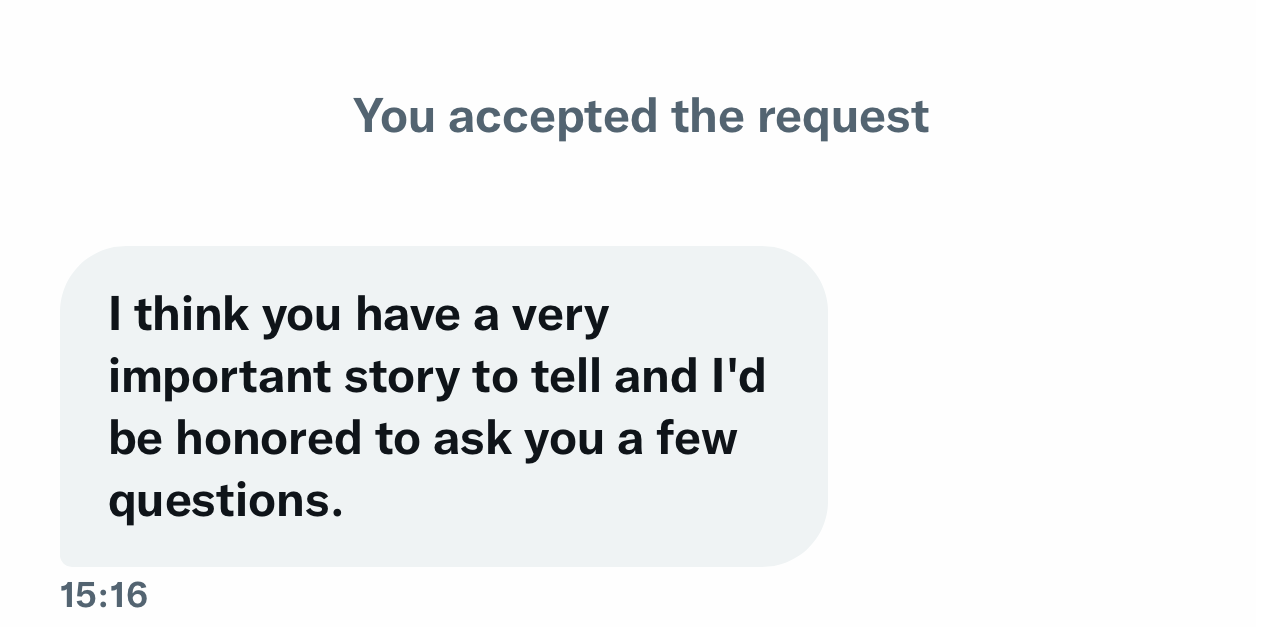 You accepted the request
I think you have a very
important story to tell and I'd
be honored to ask you a few
questions.
15:16